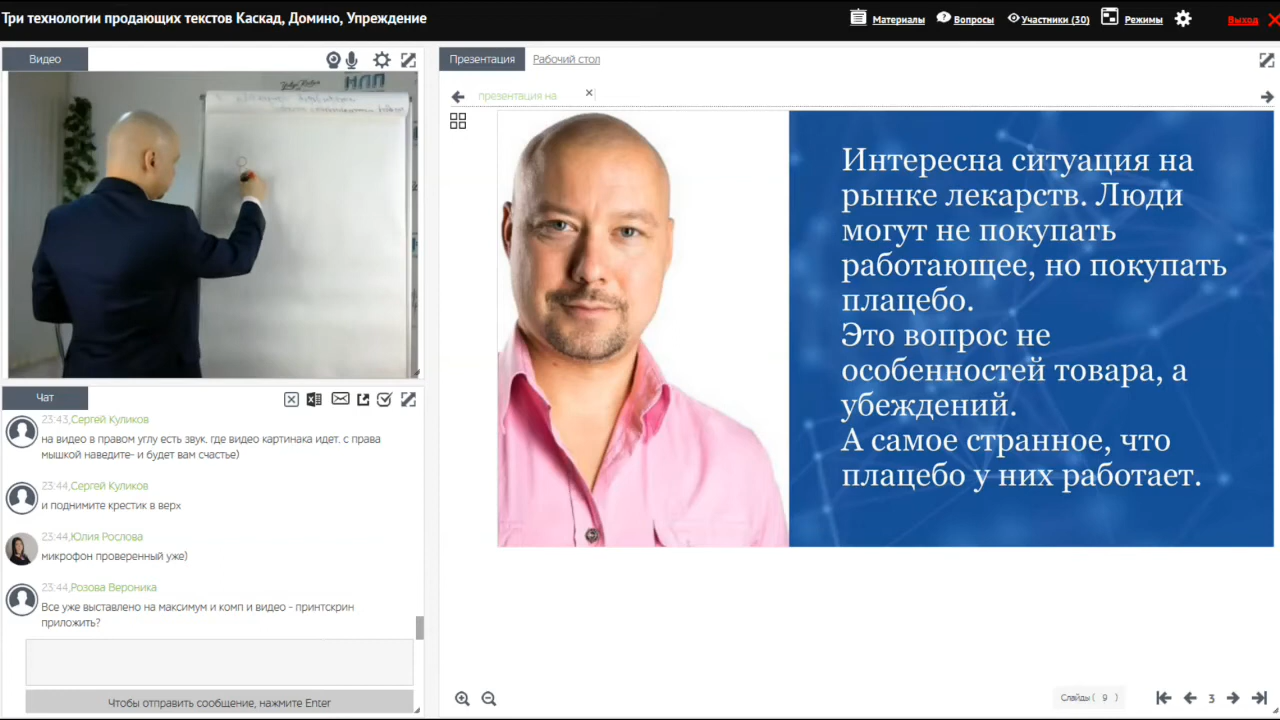 Три технологии продающих текстов Каскад, Домино, Упреждение
Материалы
Вопросы
Участники (30)
Режимы
Выход
Видео
НЛП
Чат
23:43,Сергей Куликов
на видео в правом углу есть звук. где видео картинака идет. с права
мышкой наведите- и будет вам счастье)
23:44,Сергей Куликов
и поднимите крестик в верх
23:44,Юлия Рослова
микрофон проверенный уже)
23:44,Розова Вероника
Все уже выставлено на максимум и комп и видео - принтскрин
приложить?
Чтобы отправить сообщение, нажмите Enter
Презентация
Рабочий стол
презентация на
Интересна ситуация на
рынке лекарств. Люди
могут не покупать
работающее, но покупать
плацебо.
Это вопрос не
особенностей товара, а
убеждений.
А самое странное, что
плацебо у них работает.
Слайды ( 9 )
3